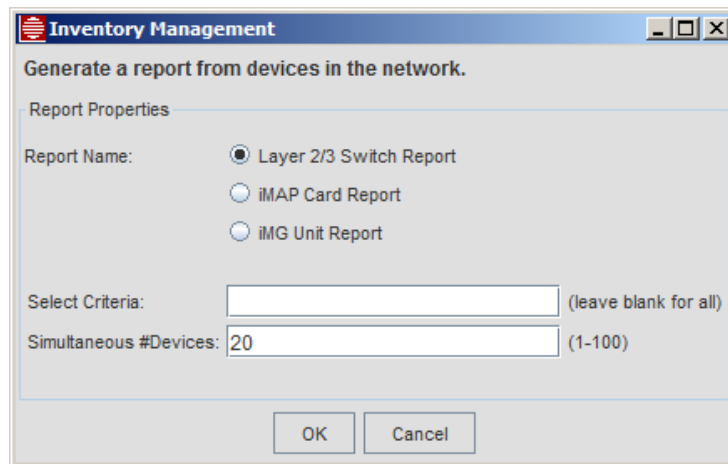 Inventory Management
Generate a report from devices in the network.
Report Properties
Report Name: Layer 2/3 Switch Report
iMAP Card Report
iMG Unit Report
Select Criteria: (leave blank for all)
Simultaneous #Devices: 20 (1-100)
OK Cancel